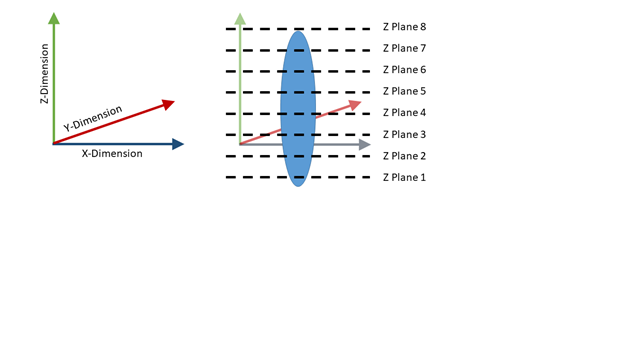 Z-Dimension
Y-Dimension
X-Dimension
Z Plane 8
Z Plane 7
Z Plane 6
Z Plane 5
Z Plane 4
Z Plane 3
Z Plane 2
Z Plane 1